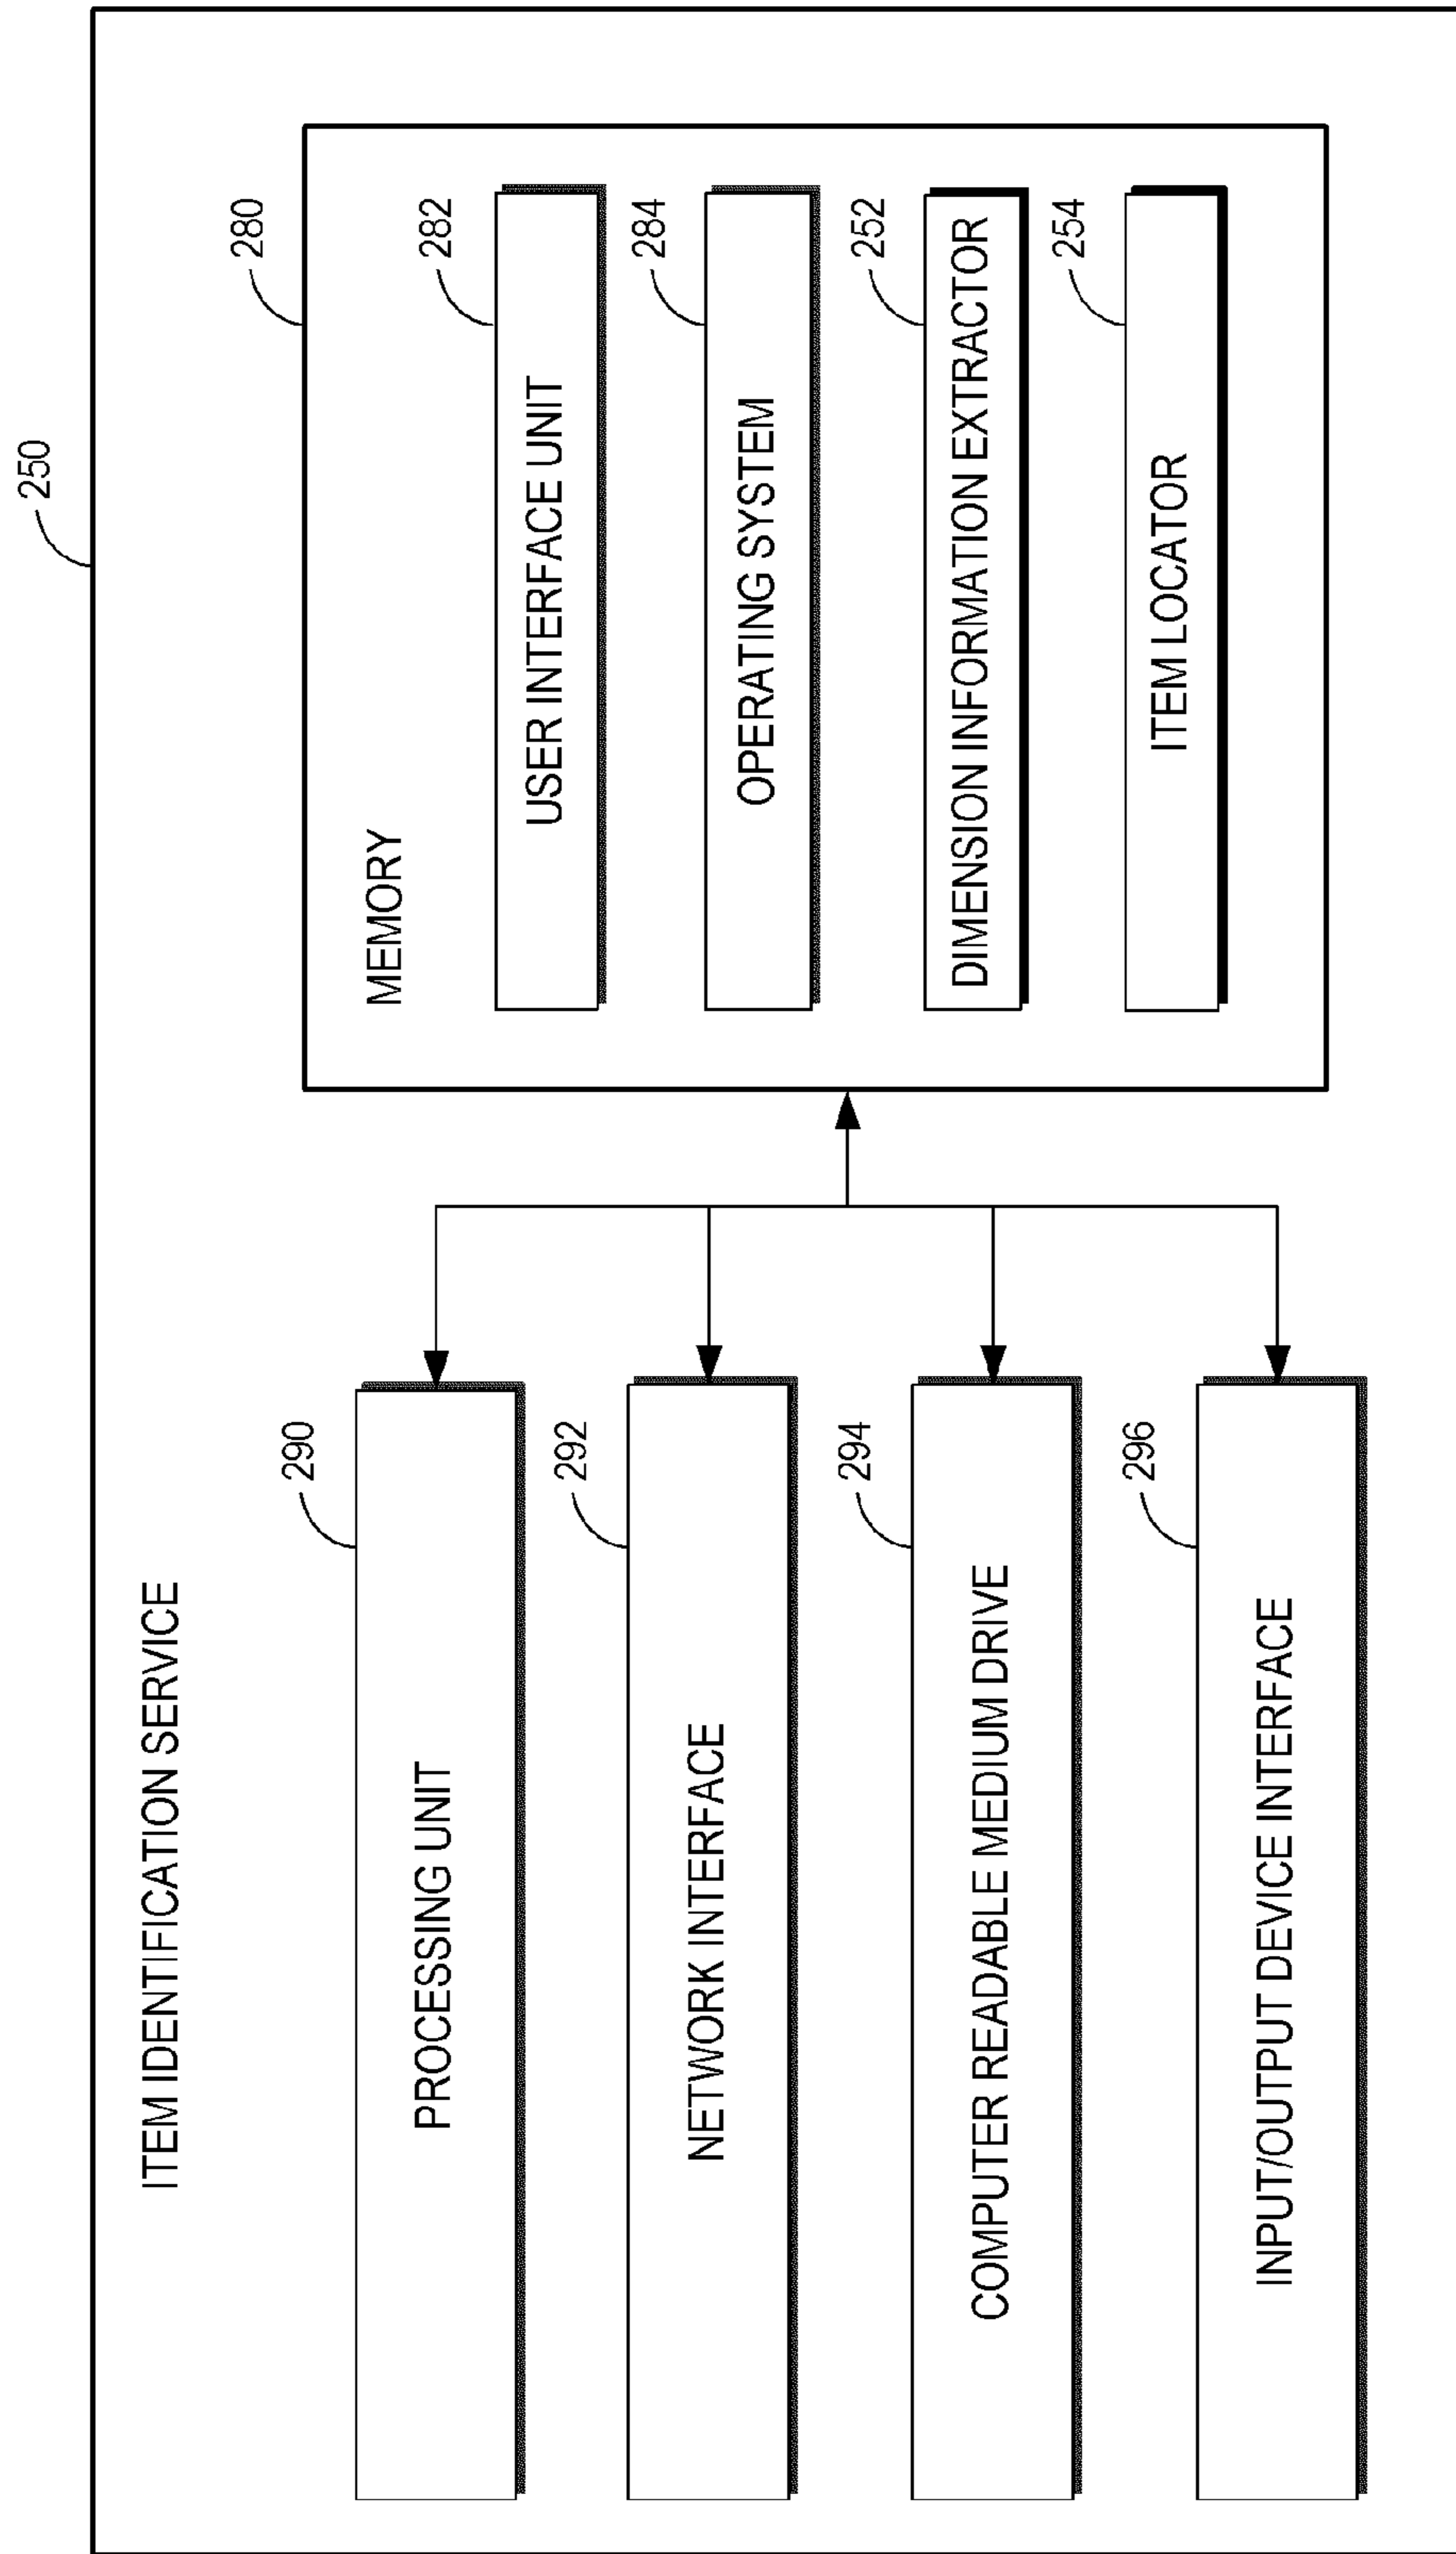 250
ITEM IDENTIFICATION SERVICE
290
PROCESSING UNIT
292
NETWORK INTERFACE
294
COMPUTER READABLE MEDIUM DRIVE
296
INPUT/OUTPUT DEVICE INTERFACE
280
MEMORY
282
USER INTERFACE UNIT
284
OPERATING SYSTEM
252
DIMENSION INFORMATION EXTRACTOR
254
ITEM LOCATOR